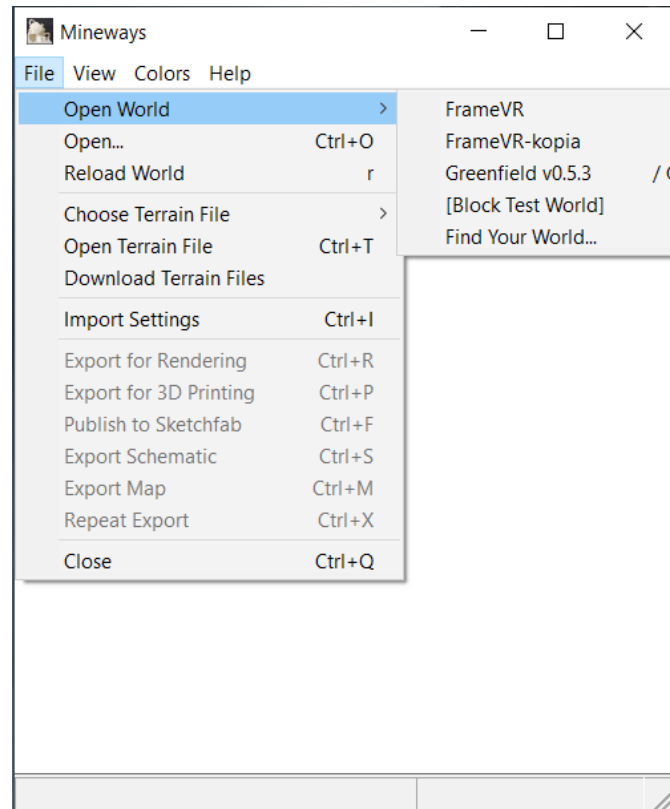 Mineways
File View Colors Help
Open World
Open... Ctrl+O
Reload World r
Choose Terrain File
Open Terrain File Ctrl+T
Download Terrain Files
Import Settings Ctrl+I
Export for Rendering Ctrl+R
Export for 3D Printing Ctrl+P
Publish to Sketchfab Ctrl+F
Export Schematic Ctrl+S
Export Map Ctrl+M
Repeat Export Ctrl+X
Close Ctrl+Q
FrameVR
FrameVR-kopia
Greenfield v0.5.3 /
[Block Test World]
Find Your World...